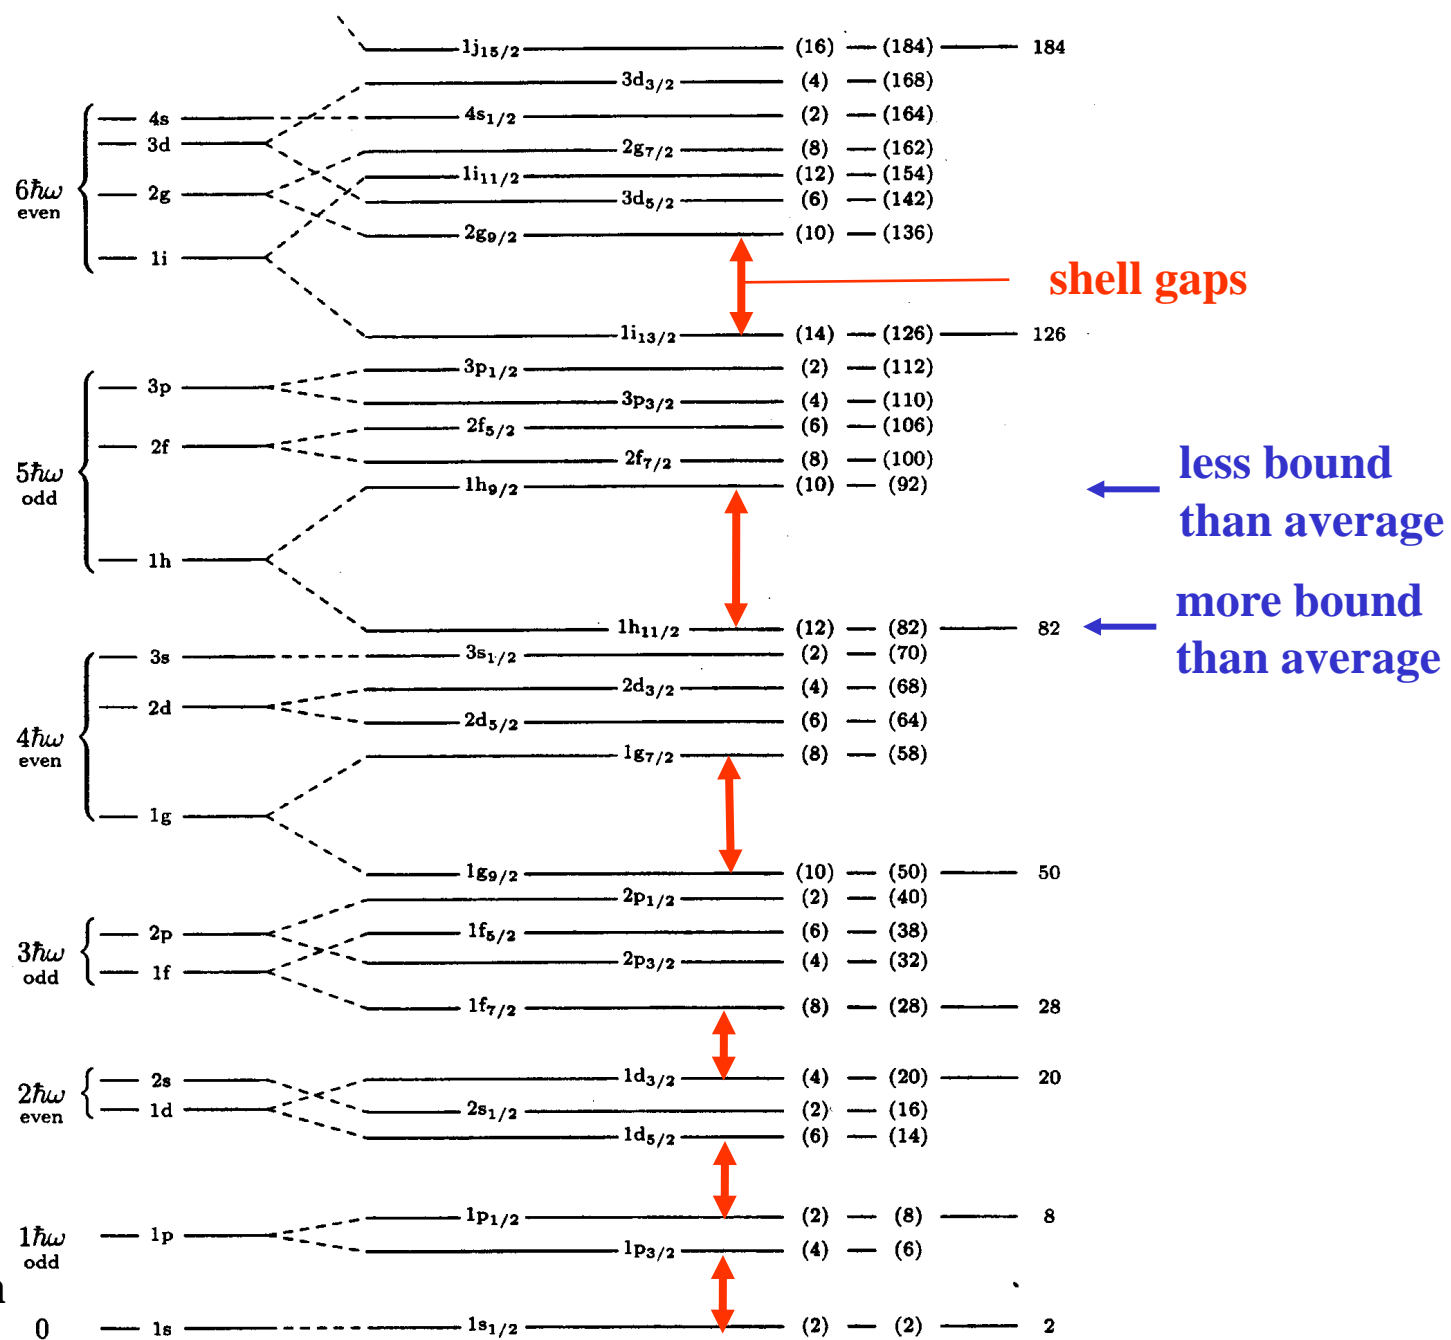 1j15/2 (16) (184) 184
3d3/2 (4) (168)
4s 4s1/2 (2) (164)
3d
2g7/2 (8) (162)
6ħω 1i11/2 (12) (154)
even 2g 3d5/2 (6) (142)
2g9/2 (10) (136)
1i
shell gaps
1i13/2 (14) (126) 126
3p1/2 (2) (112)
3p
3p3/2 (4) (110)
2f5/2 (6) (106)
2f
2f7/2 (8) (100)
5ħω
odd 1h9/2 (10) (92)
less bound
than average
1h
more bound
than average
1h11/2 (12) (82) 82
3s 3s1/2 (2) (70)
2d3/2 (4) (68)
2d
2d5/2 (6) (64)
4ħω
even 1g7/2 (8) (58)
1g
1g9/2 (10) (50) 50
2p1/2 (2) (40)
2p 1f5/2 (6) (38)
3ħω
odd 2p3/2 (4) (32)
1f
1f7/2 (8) (28) 28
2s 1d3/2 (4) (20) 20
2ħω
even 1d 2s1/2 (2) (16)
1d5/2 (6) (14)
1p1/2 (2) (8) 8
1ħω 1p
odd 1p3/2 (4) (6)
0 1s 1s1/2 (2) (2) 2